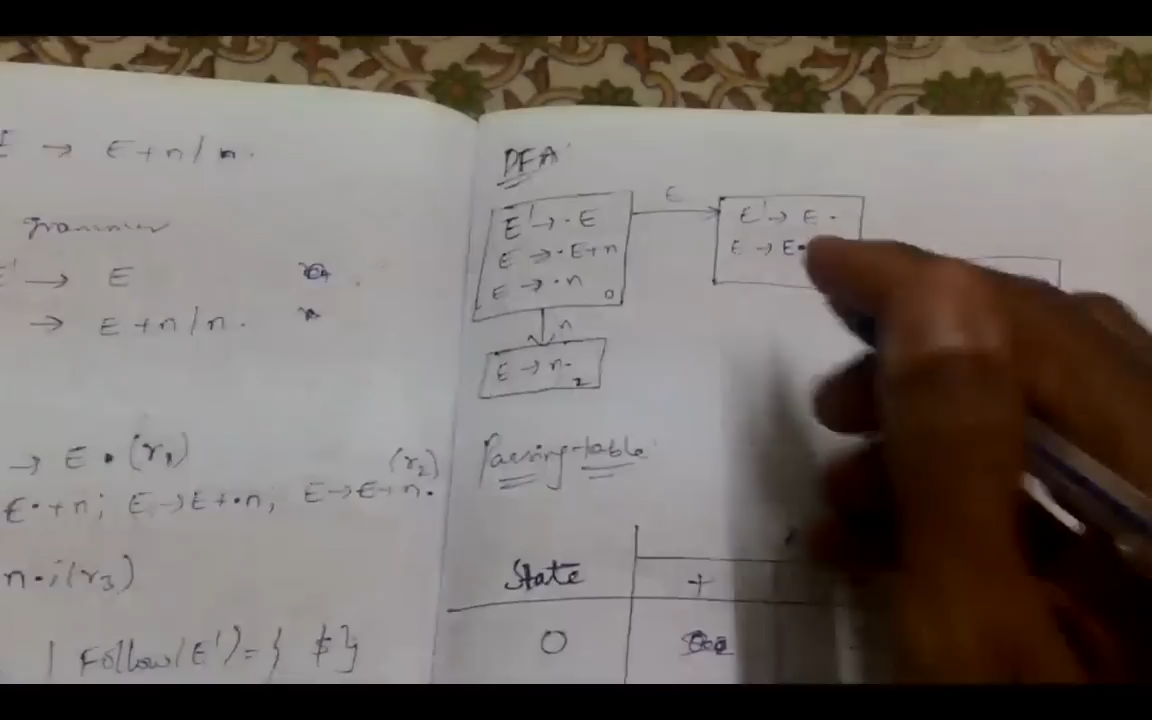 E → E+n/n.
grammar
E' → E
→ E+n/n.
→ E•(r1)
(r2)
E•+n; E→E+•n; E→E+n•
n•;(r3)
Follow(E')={ $}
DFA
E'→•E
E→•E+n
E→•n 0
E
E'→E•
E→E•
n
E→n• 2
Parsing-table
State +
0